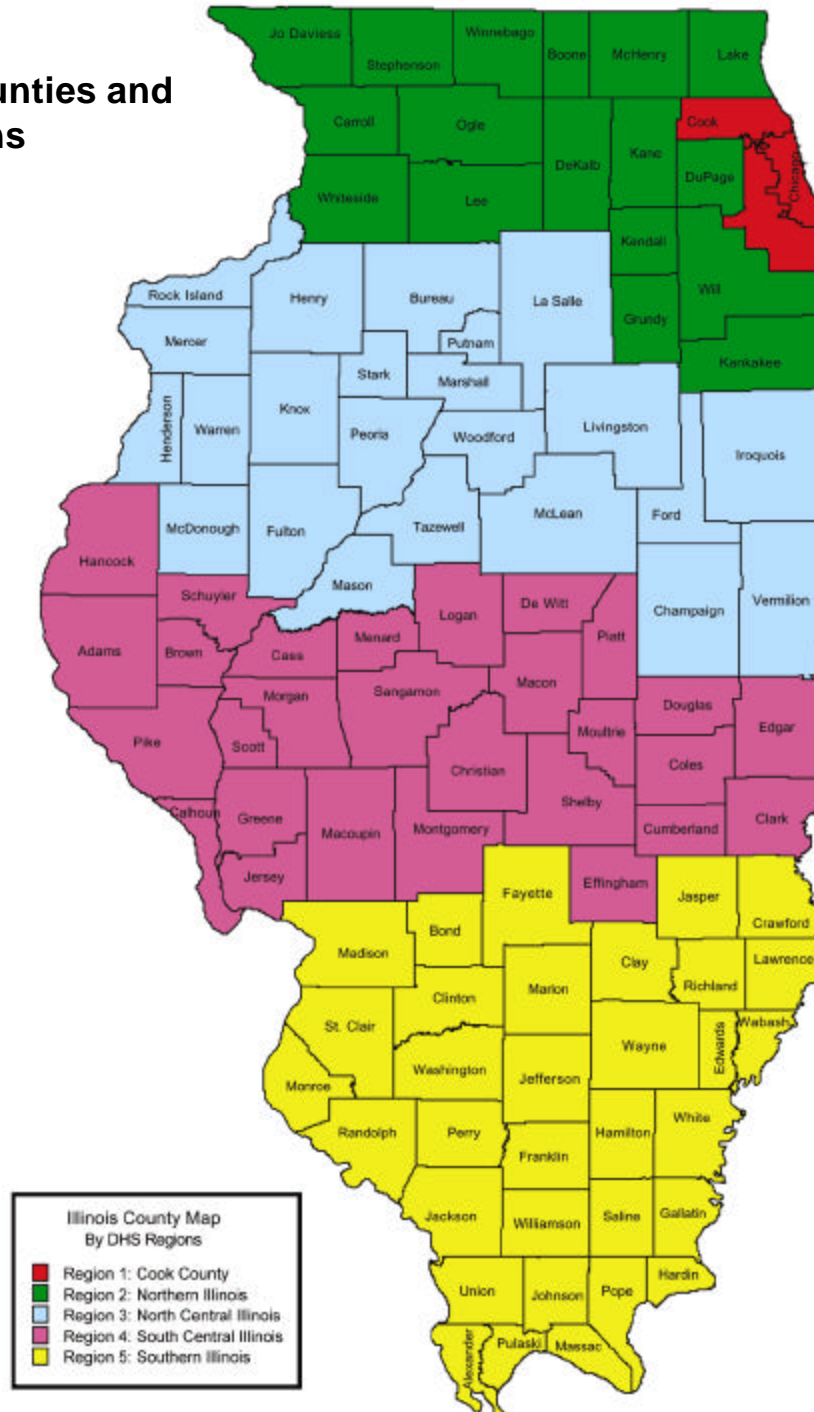 unties and
ns
Jo Daviess
Stephenson
Winnebago
Boone
McHenry
Lake
Carroll
Ogle
DeKalb
Kane
Cook
Chicago
DuPage
Whiteside
Lee
Kendall
Will
Grundy
Kankakee
Rock Island
Henry
Bureau
La Salle
Mercer
Putnam
Stark
Marshall
Henderson
Warren
Knox
Peoria
Woodford
Livingston
Iroquois
McDonough
Fulton
Tazewell
McLean
Ford
Hancock
Mason
Champaign
Vermilion
Schuyler
Logan
De Witt
Piatt
Adams
Brown
Cass
Menard
Morgan
Sangamon
Macon
Douglas
Edgar
Pike
Scott
Christian
Moultrie
Coles
Calhoun
Greene
Macoupin
Montgomery
Shelby
Cumberland
Clark
Jersey
Fayette
Effingham
Jasper
Crawford
Madison
Bond
Clay
Richland
Lawrence
Clinton
Marion
St. Clair
Wayne
Edwards
Wabash
Monroe
Washington
Jefferson
Randolph
Perry
Hamilton
White
Franklin
Jackson
Williamson
Saline
Gallatin
Union
Johnson
Pope
Hardin
Alexander
Pulaski
Massac
Illinois County Map
By DHS Regions
Region 1: Cook County
Region 2: Northern Illinois
Region 3: North Central Illinois
Region 4: South Central Illinois
Region 5: Southern Illinois